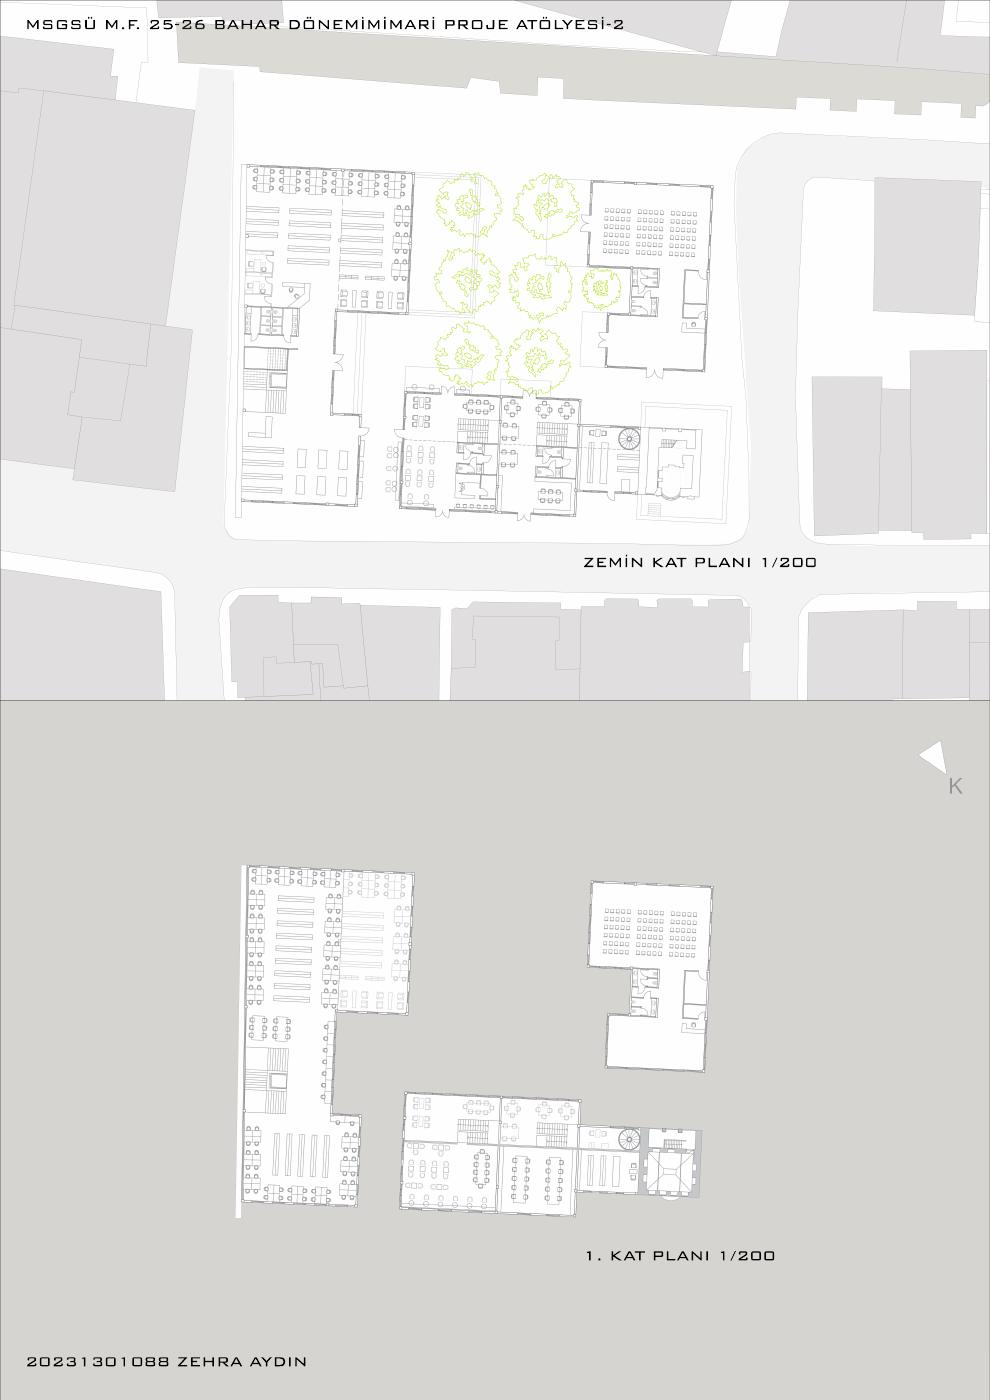 MSGSÜ M.F. 25-26 BAHAR DÖNEMİMİMARİ PROJE ATÖLYESİ-2
ZEMİN KAT PLANI 1/200
K
1. KAT PLANI 1/200
20231301088 ZEHRA AYDIN